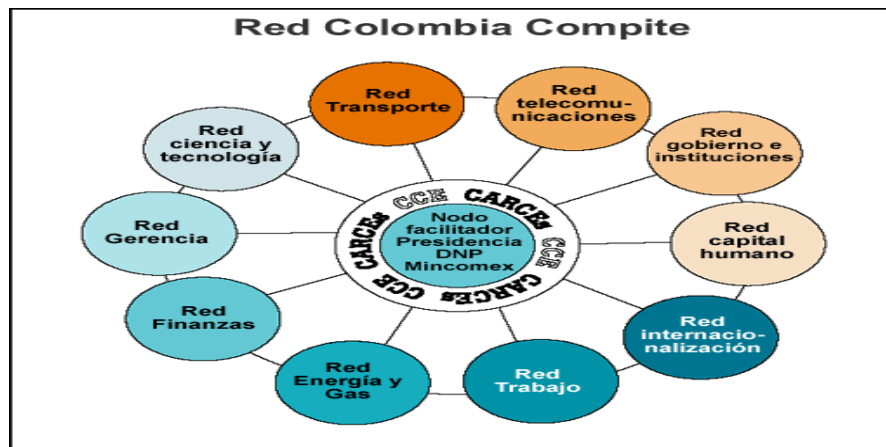 Red Colombia Compite
Red
Transporte
Red
telecomu-
nicaciones
Red
gobierno e
instituciones
Red
capital
humano
Red
internacio-
nalización
Red
Trabajo
Red
Energía y
Gas
Red
Finanzas
Red
Gerencia
Red
ciencia y
tecnología
CCE CARCEs CCE CARCEs CCE CARCEs
Nodo
facilitador
Presidencia
DNP
Mincomex